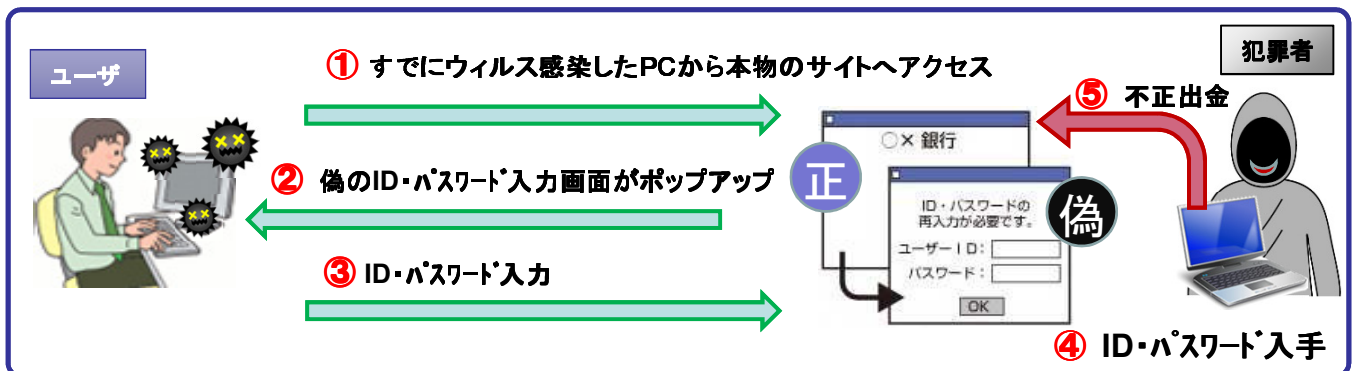 ユーザ
犯罪者
① すでにウィルス感染したPCから本物のサイトへアクセス
⑤ 不正出金
○× 銀行
正
② 偽のID・ﾊﾟｽﾜｰﾄﾞ入力画面がポップアップ
ID・パスワードの
再入力が必要です。
偽
ユーザーID：
パスワード：
③ ID・ﾊﾟｽﾜｰﾄﾞ入力
OK
④ ID・ﾊﾟｽﾜｰﾄﾞ入手